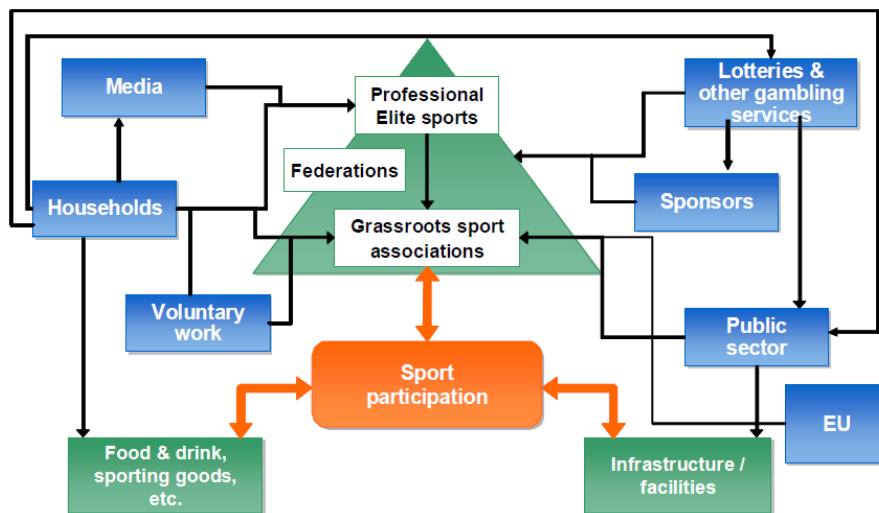 Media
Professional
Elite sports
Lotteries &
other gambling
services
Federations
Households
Sponsors
Grassroots sport
associations
Voluntary
work
Public
sector
Sport
participation
EU
Food & drink,
sporting goods,
etc.
Infrastructure /
facilities